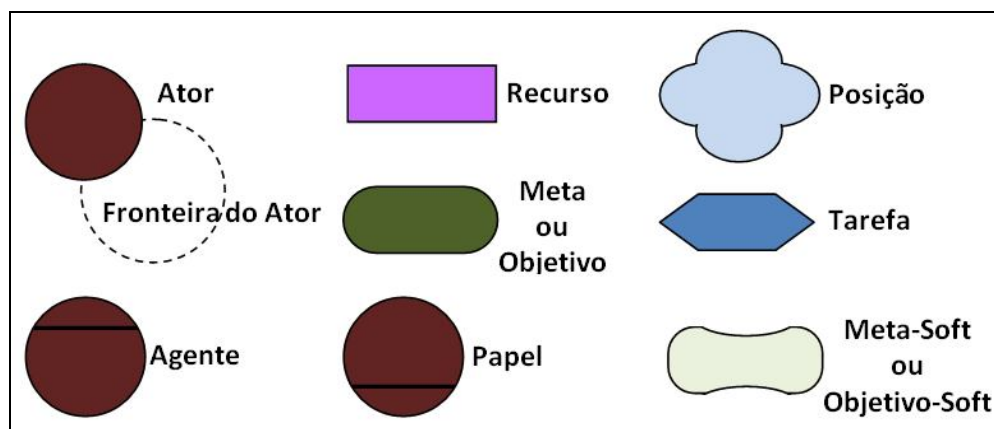 Ator
Recurso
Posição
Fronteira do Ator
Meta
ou
Objetivo
Tarefa
Agente
Papel
Meta-Soft
ou
Objetivo-Soft